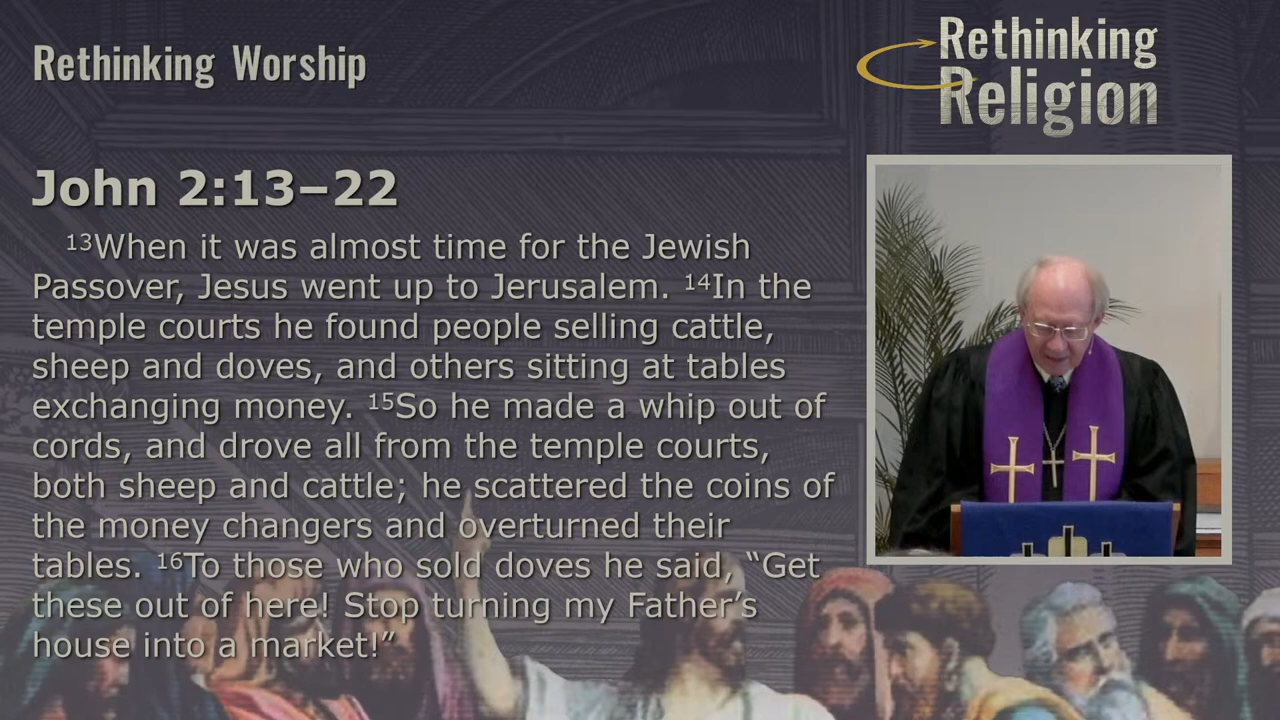 Rethinking Worship
Rethinking
Religion
John 2:13–22
¹³When it was almost time for the Jewish
Passover, Jesus went up to Jerusalem. ¹⁴In the
temple courts he found people selling cattle,
sheep and doves, and others sitting at tables
exchanging money. ¹⁵So he made a whip out of
cords, and drove all from the temple courts,
both sheep and cattle; he scattered the coins of
the money changers and overturned their
tables. ¹⁶To those who sold doves he said, “Get
these out of here! Stop turning my Father’s
house into a market!”